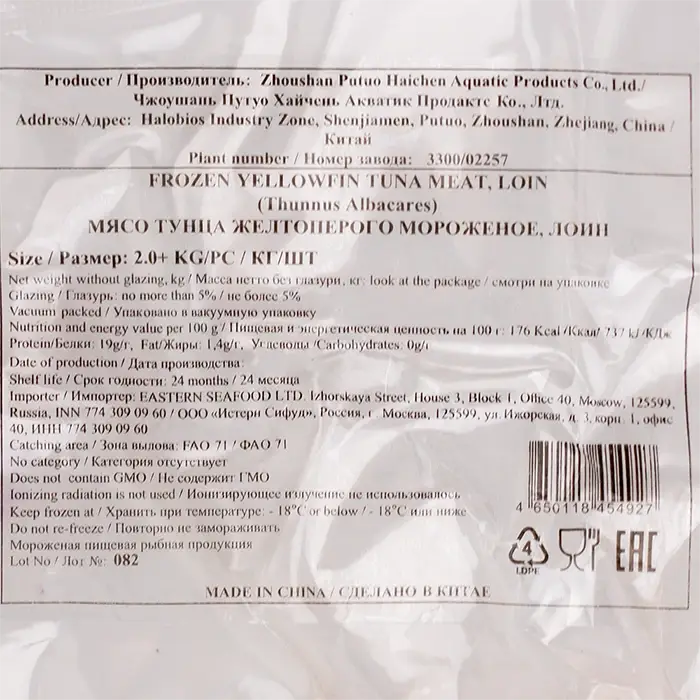 Producer / Производитель: Zhoushan Putuo Haichen Aquatic Products Co., Ltd./
Чжоушань Путуо Хайчень Акватик Продактс Ко., Лтд.
Address/Адрес: Halobios Industry Zone, Shenjiamen, Putuo, Zhoushan, Zhejiang, China /
Китай
Plant number / Номер завода: 3300/02257
FROZEN YELLOWFIN TUNA MEAT, LOIN
(Thunnus Albacares)
МЯСО ТУНЦА ЖЕЛТОПЕРОГО МОРОЖЕНОЕ, ЛОИН
Size / Размер: 2.0+ KG/PC / КГ/ШТ
Net weight without glazing, kg / Масса нетто без глазури, кг: look at the package / смотри на упаковке
Glazing / Глазурь: no more than 5% / не более 5%
Vacuum packed / Упаковано в вакуумную упаковку
Nutrition and energy value per 100 g / Пищевая и энергетическая ценность на 100 г: 176 Kcal /Ккал/ 737 kJ/КДж
Protein/Белки: 19g/г, Fat/Жиры: 1,4g/г, Углеводы /Carbohydrates: 0g/г
Date of production / Дата производства:
Shelf life / Срок годности: 24 months / 24 месяца
Importer / Импортер: EASTERN SEAFOOD LTD. Izhorskaya Street, House 3, Block 1, Office 40, Moscow, 125599,
Russia, INN 774 309 09 60 / ООО «Истерн Сифуд», Россия, г. Москва, 125599, ул. Ижорская, д. 3, корп. 1, офис
40, ИНН 774 309 09 60
Catching area / Зона вылова: FAO 71 / ФАО 71
No category / Категория отсутствует
Does not contain GMO / Не содержит ГМО
Ionizing radiation is not used / Ионизирующее излучение не использовалось
Keep frozen at / Хранить при температуре: - 18°C or below / - 18°C или ниже
Do not re-freeze / Повторно не замораживать
Мороженая пищевая рыбная продукция
Lot No / Лот №: 082
4 650118 454927
4
LDPE
EAC
MADE IN CHINA / СДЕЛАНО В КИТАЕ